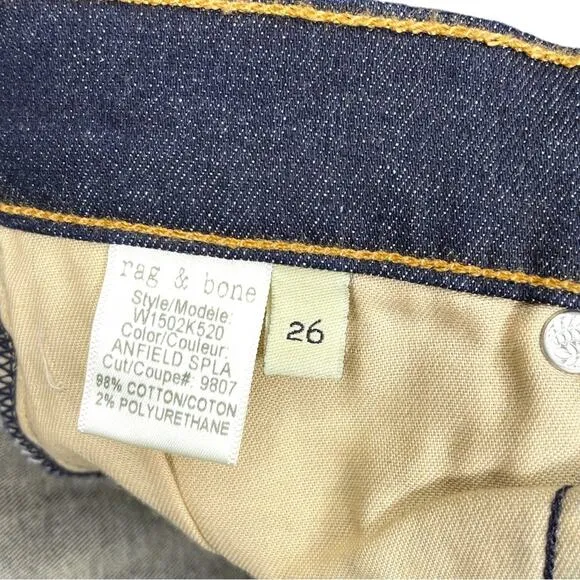 rag & bone
Style/Modele:
W1502K520
Color/Couleur:
ANFIELD SPLA
Cut/Coupe#: 9807
98% COTTON/COTON
2% POLYURETHANE
26